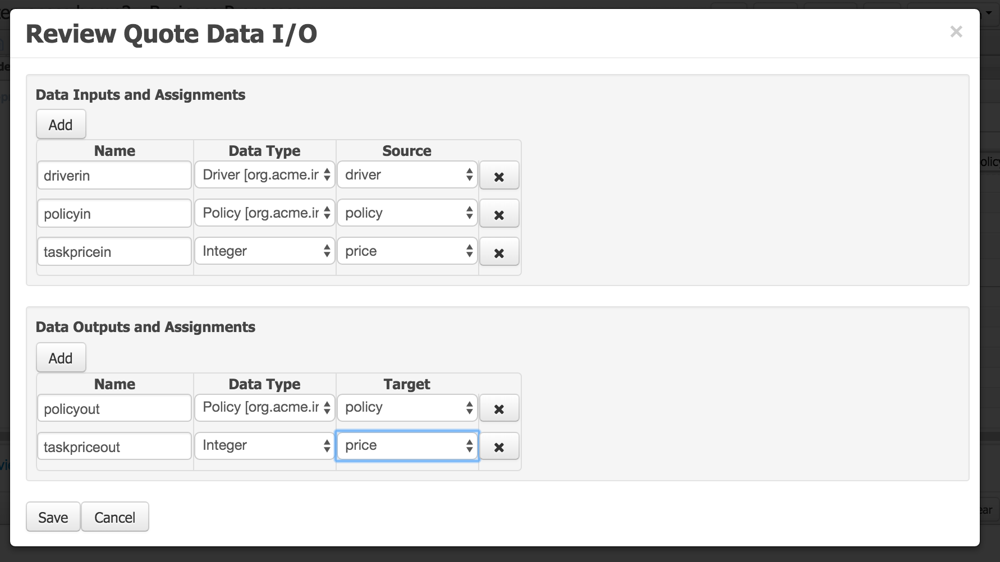 Review Quote Data I/O
Data Inputs and Assignments
Add
Name Data Type Source
driverin Driver [org.acme.ir driver
policyin Policy [org.acme.ir policy
taskpricein Integer price
Data Outputs and Assignments
Add
Name Data Type Target
policyout Policy [org.acme.ir policy
taskpriceout Integer price
Save Cancel